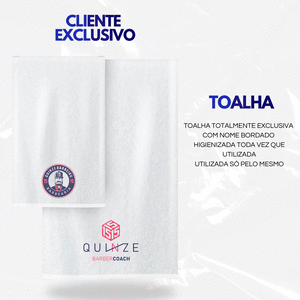 CLIENTE
EXCLUSIVO
TOALHA
TOALHA TOTALMENTE EXCLUSIVA
COM NOME BORDADO
HIGIENIZADA TODA VEZ QUE
UTILIZADA
UTILIZADA SÓ PELO MESMO
QUINZE
BARBERCOACH